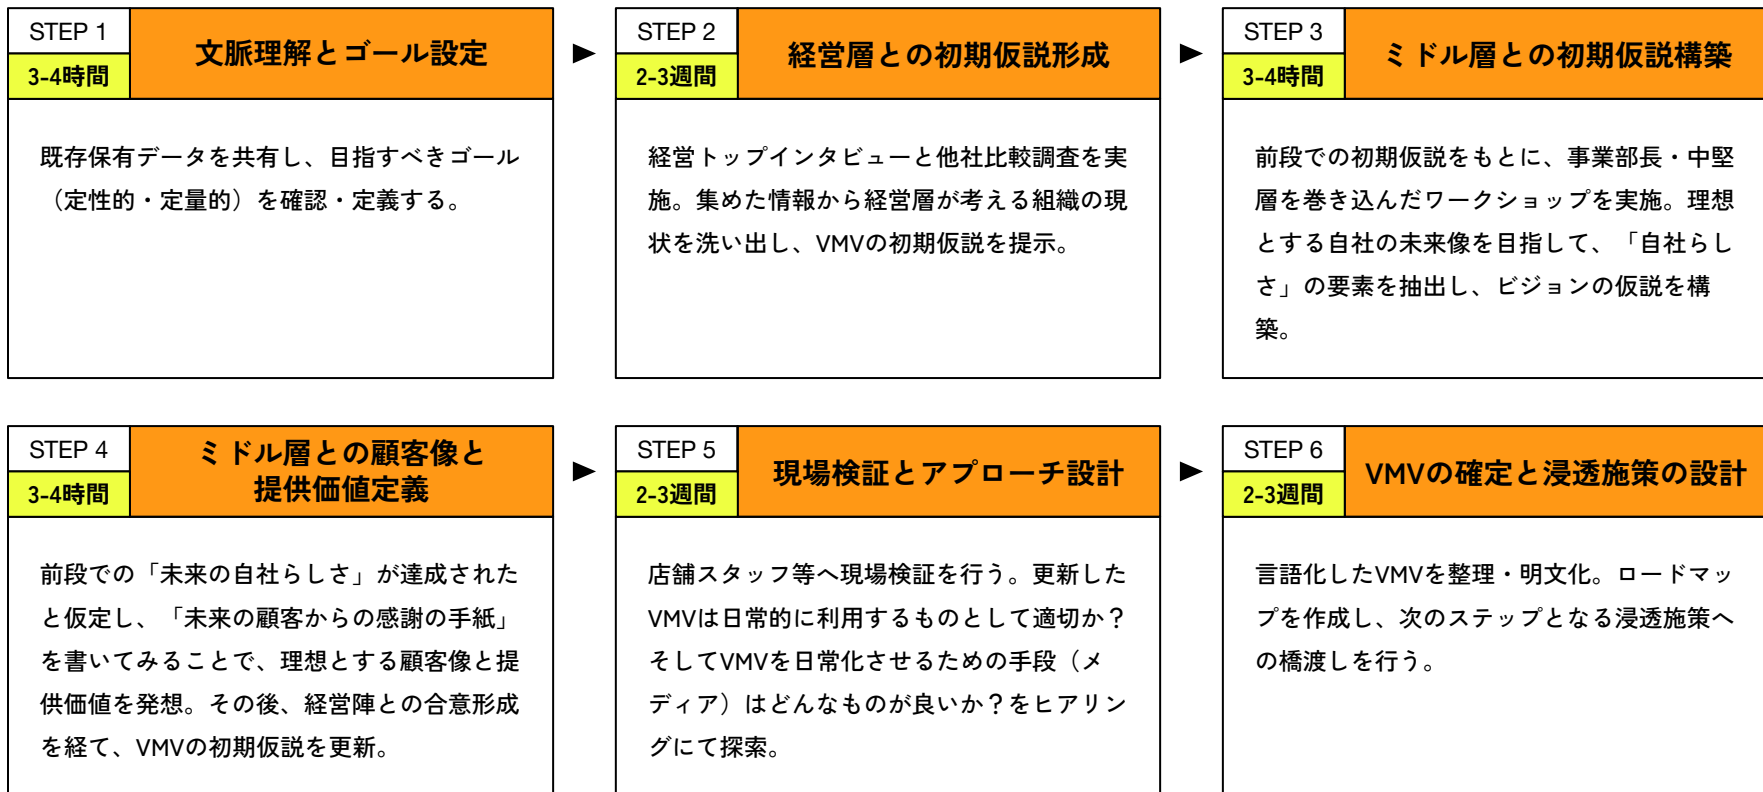 STEP 1
3-4時間
文脈理解とゴール設定
既存保有データを共有し、目指すべきゴール
（定性的・定量的）を確認・定義する。
STEP 2
2-3週間
経営層との初期仮説形成
経営トップインタビューと他社比較調査を実
施。集めた情報から経営層が考える組織の現
状を洗い出し、VMVの初期仮説を提示。
STEP 3
3-4時間
ミドル層との初期仮説構築
前段での初期仮説をもとに、事業部長・中堅
層を巻き込んだワークショップを実施。理想
とする自社の未来像を目指して、「自社らし
さ」の要素を抽出し、ビジョンの仮説を構
築。
STEP 4
3-4時間
ミドル層との顧客像と
提供価値定義
前段での「未来の自社らしさ」が達成された
と仮定し、「未来の顧客からの感謝の手紙」
を書いてみることで、理想とする顧客像と提
供価値を発想。その後、経営陣との合意形成
を経て、VMVの初期仮説を更新。
STEP 5
2-3週間
現場検証とアプローチ設計
店舗スタッフ等へ現場検証を行う。更新した
VMVは日常的に利用するものとして適切か？
そしてVMVを日常化させるための手段（メ
ディア）はどんなものが良いか？をヒアリン
グにて探索。
STEP 6
2-3週間
VMVの確定と浸透施策の設計
言語化したVMVを整理・明文化。ロードマッ
プを作成し、次のステップとなる浸透施策へ
の橋渡しを行う。